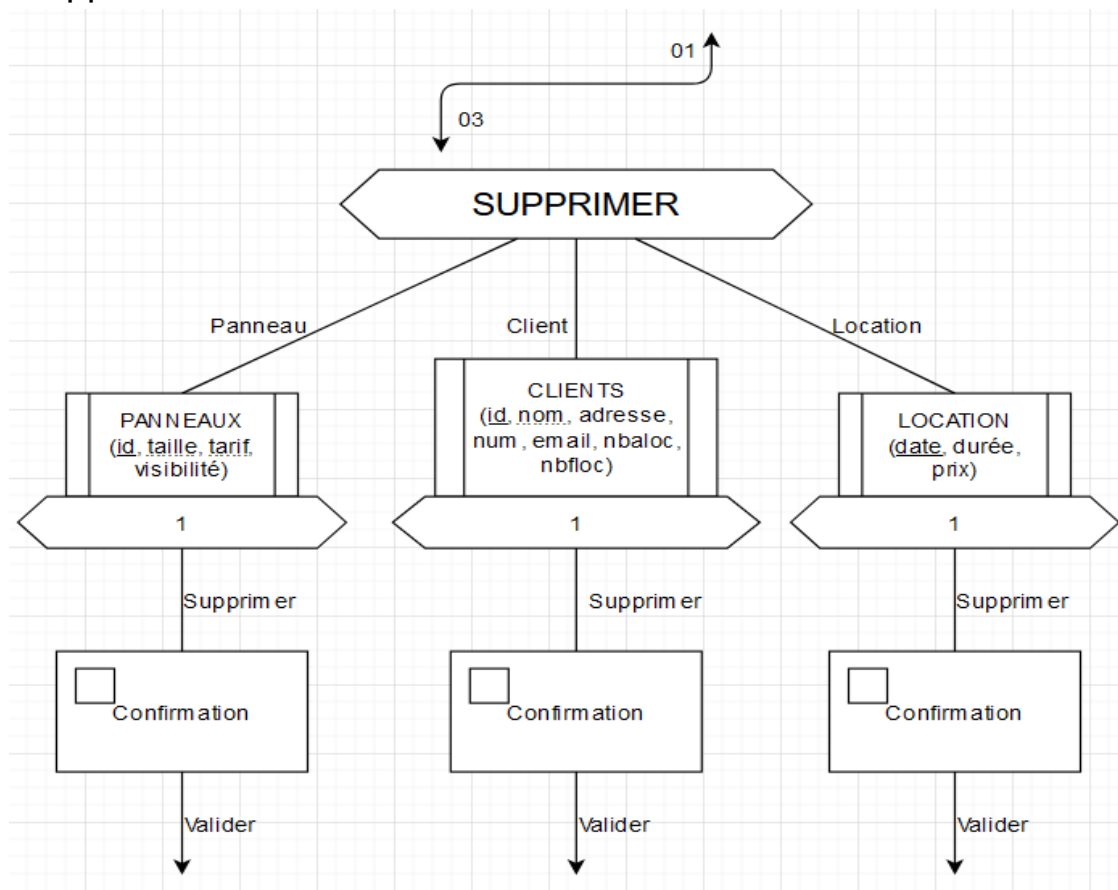 01
03
SUPPRIMER
Panneau
Client
Location
PANNEAUX
(id, taille, tarif,
visibilité)
CLIENTS
(id, nom, adresse,
num, email, nbaloc,
nbfloc)
LOCATION
(date, durée,
prix)
1
1
1
Supprimer
Supprimer
Supprimer
Confirmation
Confirmation
Confirmation
Valider
Valider
Valider